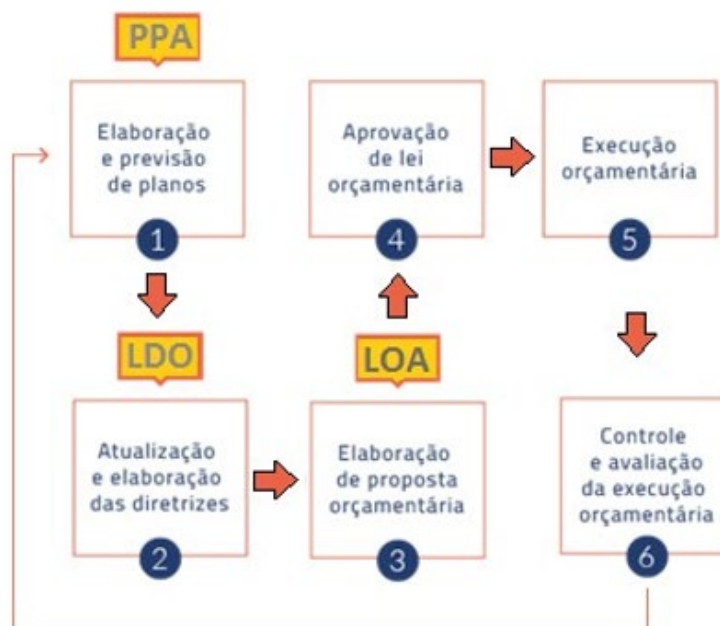 PPA
Elaboração
e previsão
de planos
1
LDO
Atualização
e elaboração
das diretrizes
2
LOA
Elaboração
de proposta
orçamentária
3
Aprovação
de lei
orçamentária
4
Execução
orçamentária
5
Controle
e avaliação
da execução
orçamentária
6